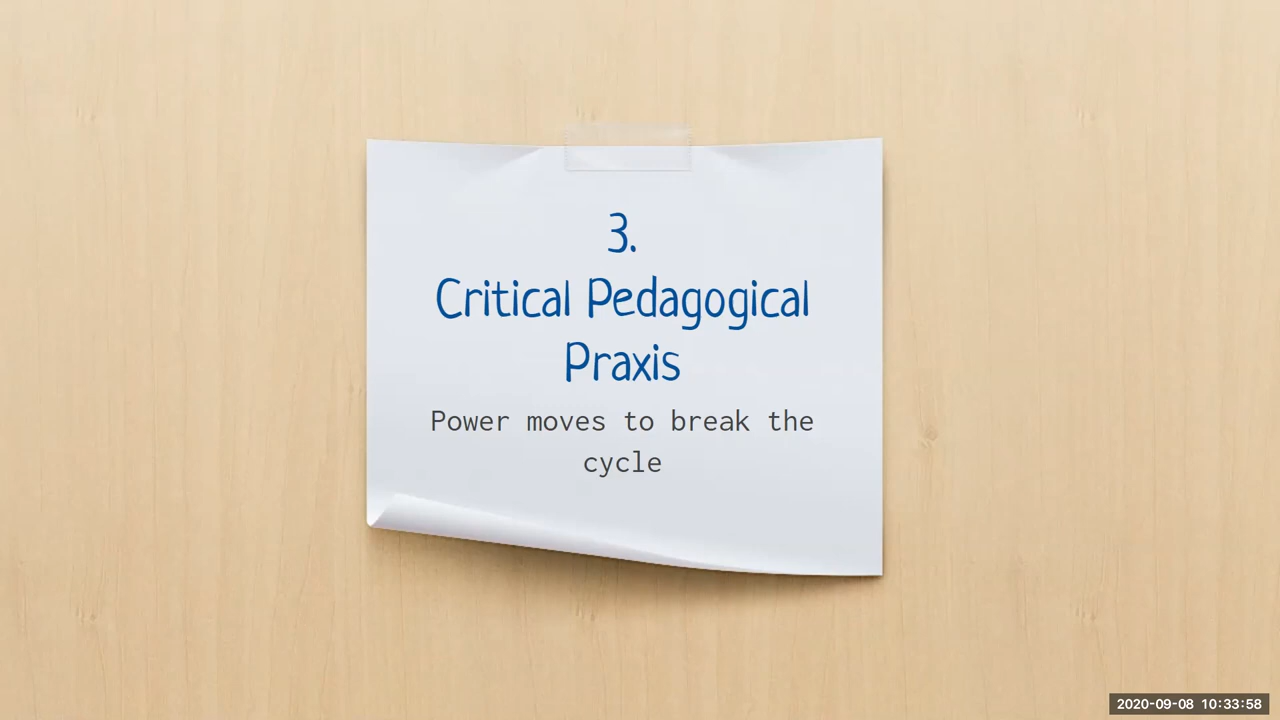 3.
Critical Pedagogical
Praxis
Power moves to break the
cycle
2020-09-08 10:33:58